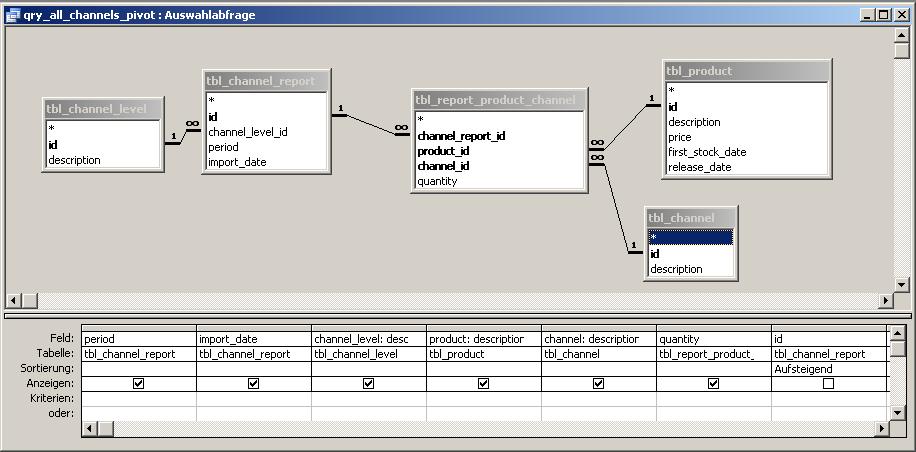 qry_all_channels_pivot : Auswahlabfrage
tbl_channel_level
*
id
description
tbl_channel_report
*
id
channel_level_id
period
import_date
tbl_report_product_channel
*
channel_report_id
product_id
channel_id
quantity
tbl_product
*
id
description
price
first_stock_date
release_date
tbl_channel
*
id
description
1 ∞
1 ∞
∞ 1
∞ 1
Feld: period import_date channel_level: desc product: description channel: description quantity id
Tabelle: tbl_channel_report tbl_channel_report tbl_channel_level tbl_product tbl_channel tbl_report_product_ tbl_channel_report
Sortierung: Aufsteigend
Anzeigen:
Kriterien:
oder: